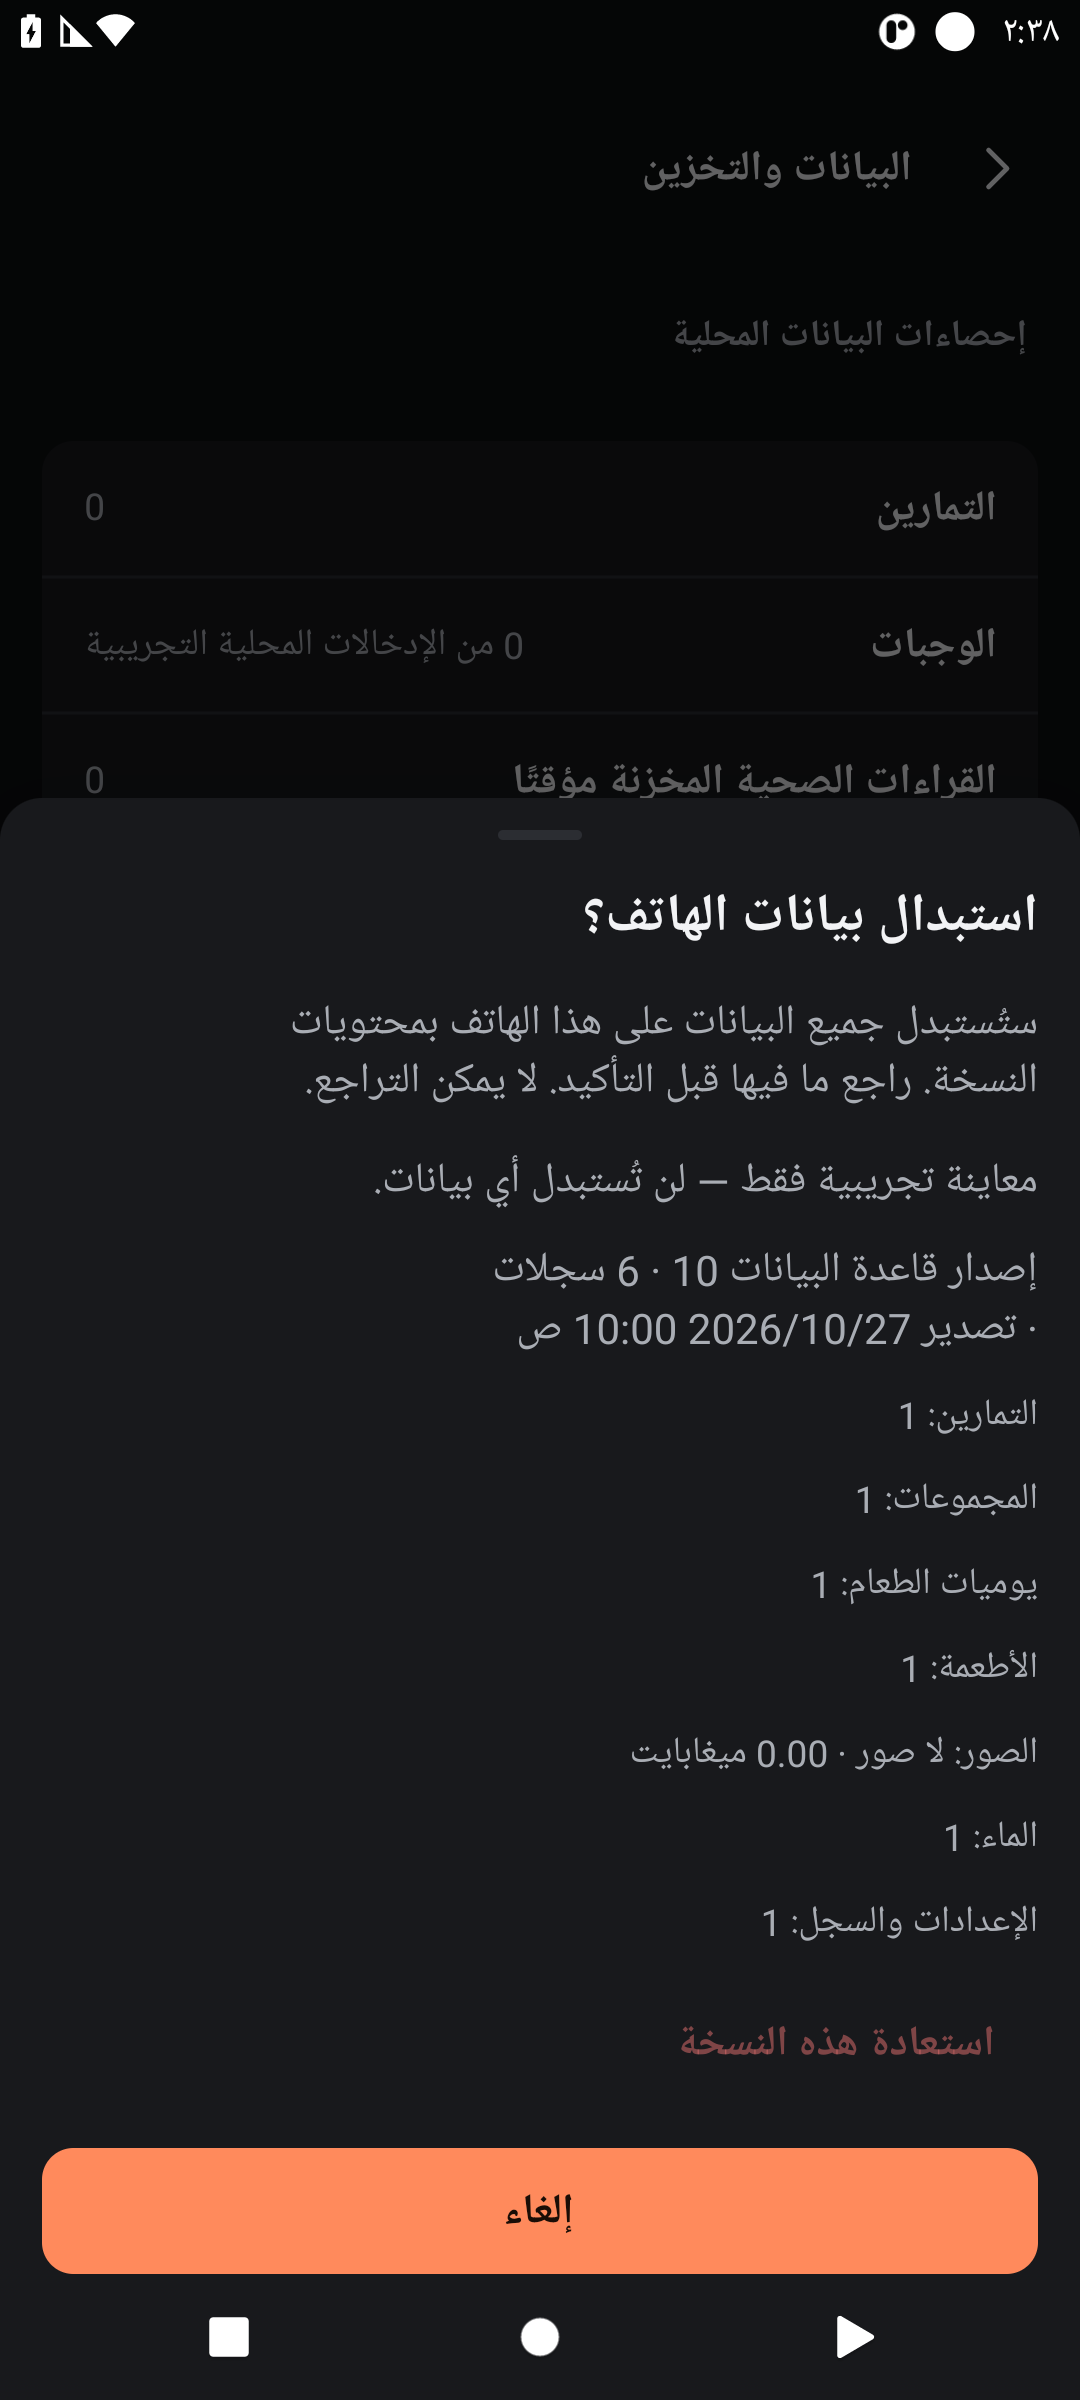 ٢:٣٨
البيانات والتخزين
إحصاءات البيانات المحلية
التمارين 0
الوجبات 0 من الإدخالات المحلية التجريبية
القراءات الصحية المخزنة مؤقتًا 0
استبدال بيانات الهاتف؟
ستُستبدل جميع البيانات على هذا الهاتف بمحتويات
النسخة. راجع ما فيها قبل التأكيد. لا يمكن التراجع.
معاينة تجريبية فقط — لن تُستبدل أي بيانات.
إصدار قاعدة البيانات 10 · 6 سجلات
· تصدير 2026/10/27 10:00 ص
التمارين: 1
المجموعات: 1
يوميات الطعام: 1
الأطعمة: 1
الصور: لا صور · 0.00 ميغابايت
الماء: 1
الإعدادات والسجل: 1
استعادة هذه النسخة
إلغاء